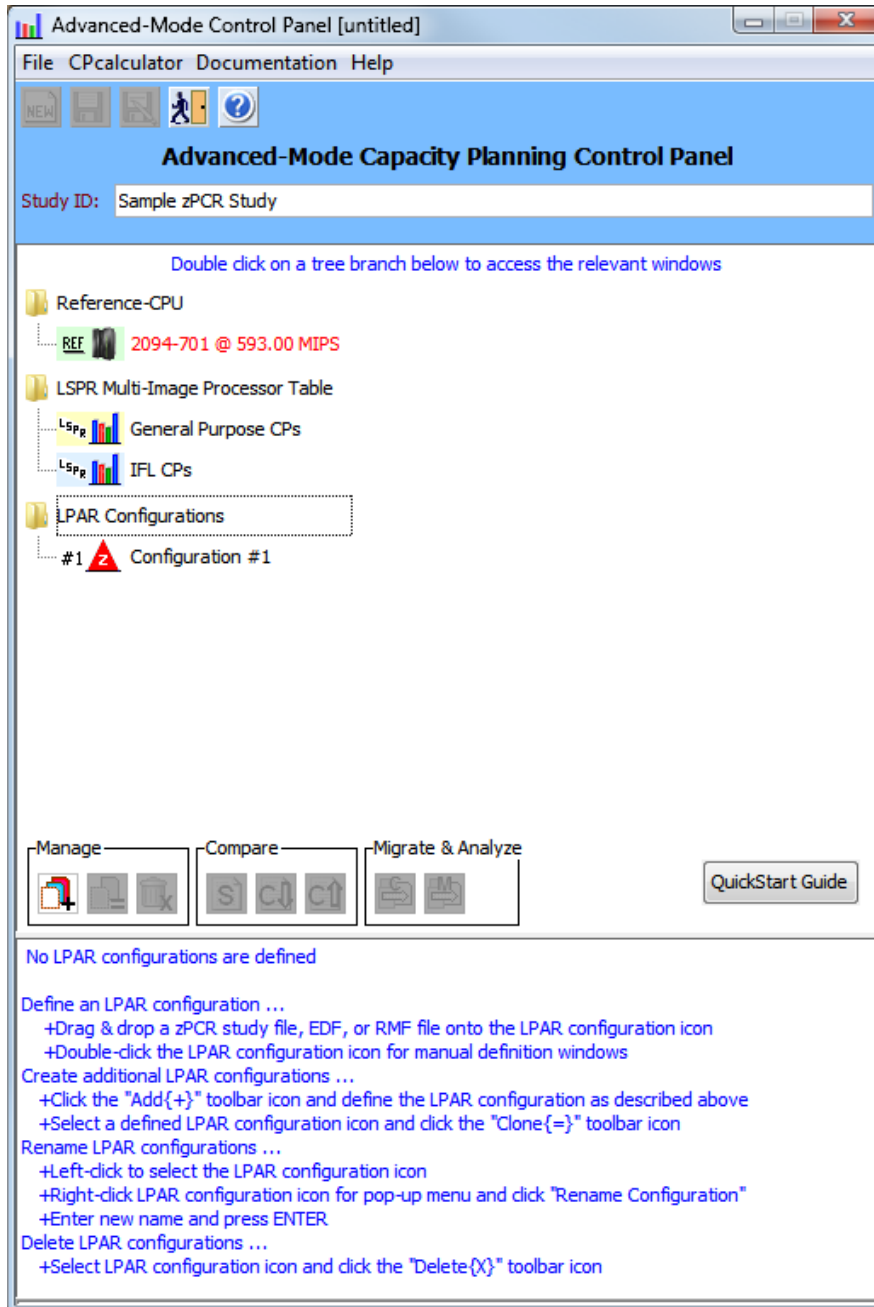 Advanced-Mode Control Panel [untitled]
File CPcalculator Documentation Help
NEW
Advanced-Mode Capacity Planning Control Panel
Study ID: Sample zPCR Study
Double click on a tree branch below to access the relevant windows
Reference-CPU
REF 2094-701 @ 593.00 MIPS
LSPR Multi-Image Processor Table
LSPR General Purpose CPs
LSPR IFL CPs
LPAR Configurations
#1 z Configuration #1
Manage Compare Migrate & Analyze
+ = x S C C C M
QuickStart Guide
No LPAR configurations are defined
Define an LPAR configuration ...
+Drag & drop a zPCR study file, EDF, or RMF file onto the LPAR configuration icon
+Double-click the LPAR configuration icon for manual definition windows
Create additional LPAR configurations ...
+Click the "Add{+}" toolbar icon and define the LPAR configuration as described above
+Select a defined LPAR configuration icon and click the "Clone{=}" toolbar icon
Rename LPAR configurations ...
+Left-click to select the LPAR configuration icon
+Right-click LPAR configuration icon for pop-up menu and click "Rename Configuration"
+Enter new name and press ENTER
Delete LPAR configurations ...
+Select LPAR configuration icon and click the "Delete{X}" toolbar icon